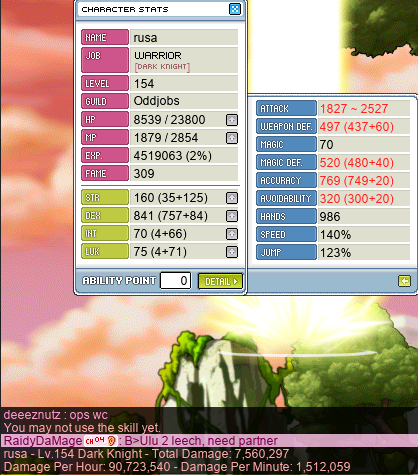 CHARACTER STATS
NAME rusa
JOB WARRIOR
[DARK KNIGHT]
LEVEL 154
GUILD Oddjobs
HP 8539 / 23800
MP 1879 / 2854
EXP. 4519063 (2%)
FAME 309
STR 160 (35+125)
DEX 841 (757+84)
INT 70 (4+66)
LUK 75 (4+71)
ABILITY POINT 0 DETAIL
ATTACK 1827 ~ 2527
WEAPON DEF. 497 (437+60)
MAGIC 70
MAGIC DEF. 520 (480+40)
ACCURACY 769 (749+20)
AVOIDABILITY 320 (300+20)
HANDS 986
SPEED 140%
JUMP 123%
deeeznutz : ops wc
You may not use the skill yet.
RaidyDaMage CH 04 : B>Ulu 2 leech, need partner
rusa - Lv.154 Dark Knight - Total Damage: 7,560,297
Damage Per Hour: 90,723,540 - Damage Per Minute: 1,512,059